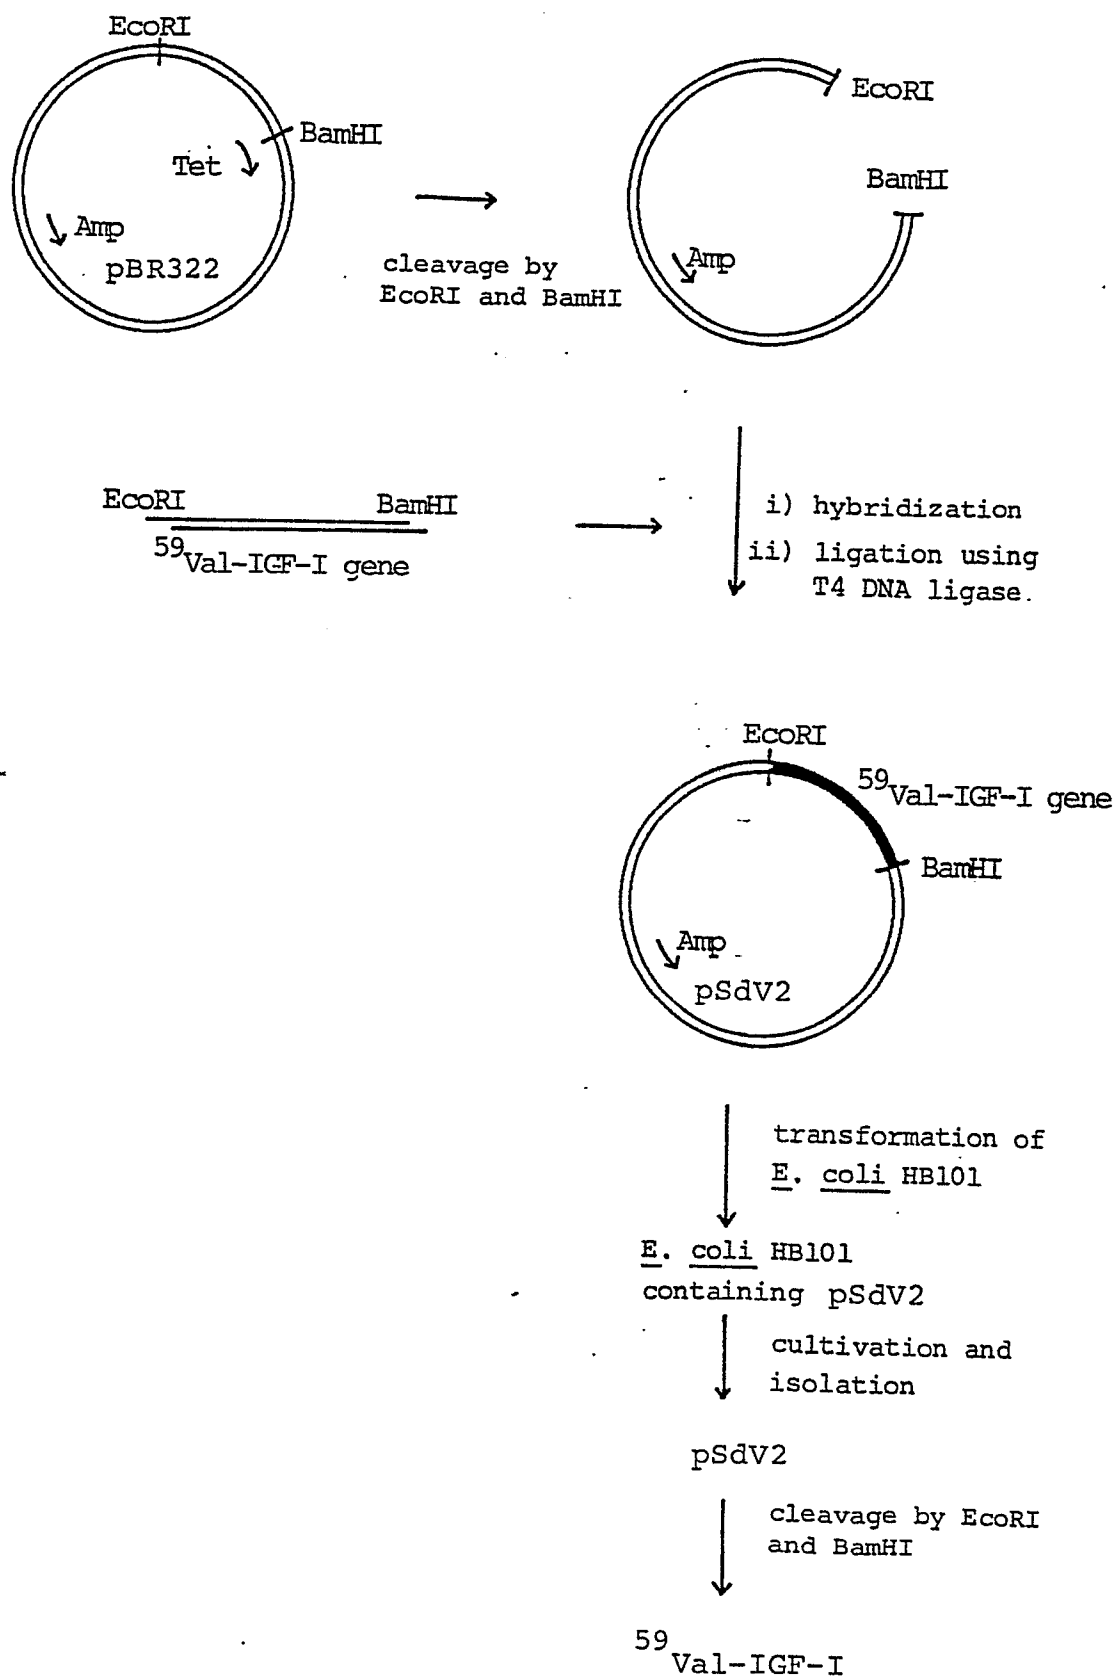 EcoRI
BamHI
Tet
Amp
pBR322
cleavage by
EcoRI and BamHI
EcoRI
BamHI
Amp
EcoRI
BamHI
59Val-IGF-I gene
i) hybridization
ii) ligation using
T4 DNA ligase.
EcoRI
59Val-IGF-I gene
BamHI
Amp
pSdV2
transformation of
E. coli HB101
E. coli HB101
containing pSdV2
cultivation and
isolation
pSdV2
cleavage by EcoRI
and BamHI
59Val-IGF-I